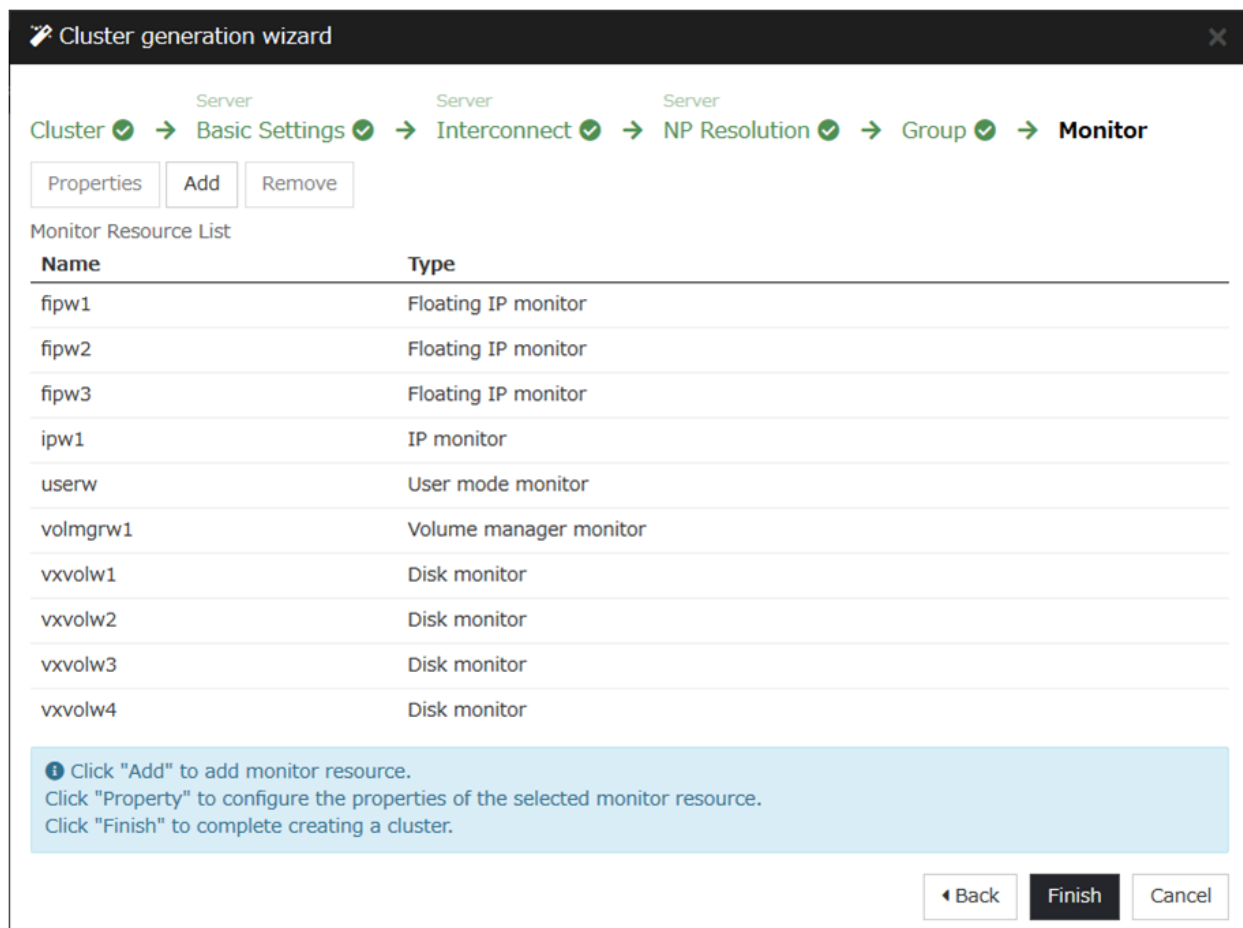 Cluster generation wizard
Server Server Server
Cluster → Basic Settings → Interconnect → NP Resolution → Group → Monitor
Properties Add Remove
Monitor Resource List
Name Type
fipw1 Floating IP monitor
fipw2 Floating IP monitor
fipw3 Floating IP monitor
ipw1 IP monitor
userw User mode monitor
volmgrw1 Volume manager monitor
vxvolw1 Disk monitor
vxvolw2 Disk monitor
vxvolw3 Disk monitor
vxvolw4 Disk monitor
Click "Add" to add monitor resource.
Click "Property" to configure the properties of the selected monitor resource.
Click "Finish" to complete creating a cluster.
Back Finish Cancel